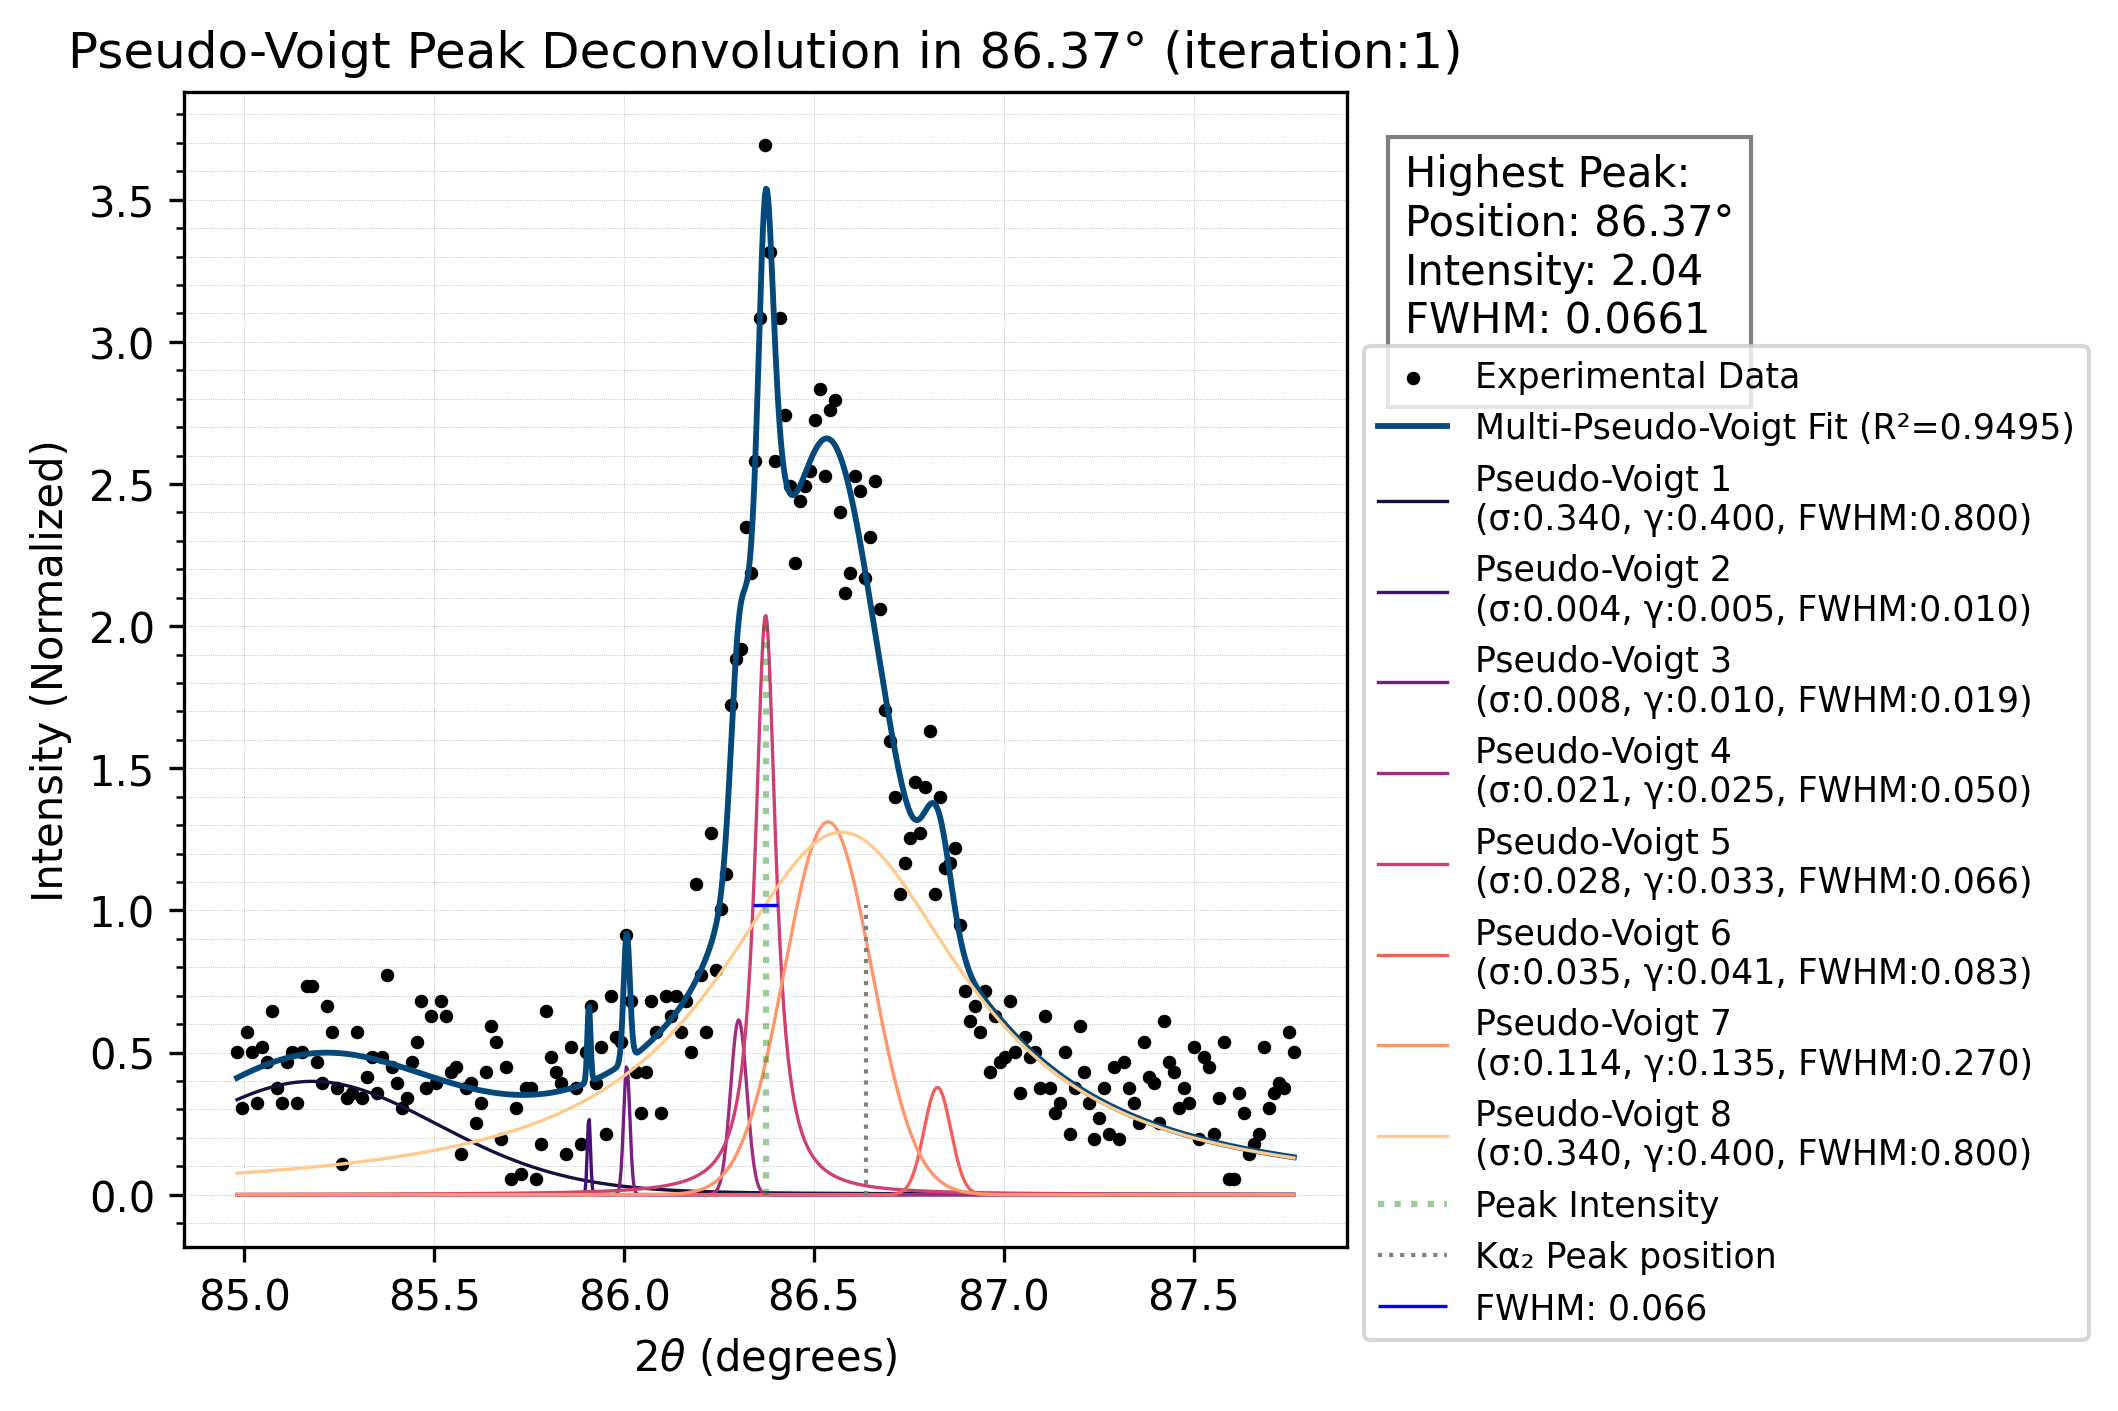 Pseudo-Voigt Peak Deconvolution in 86.37° (iteration:1)
Intensity (Normalized)
3.5
3.0
2.5
2.0
1.5
1.0
0.5
0.0
85.0 85.5 86.0 86.5 87.0 87.5
2θ (degrees)
Highest Peak:
Position: 86.37°
Intensity: 2.04
FWHM: 0.0661
Experimental Data
Multi-Pseudo-Voigt Fit (R²=0.9495)
Pseudo-Voigt 1
(σ:0.340, γ:0.400, FWHM:0.800)
Pseudo-Voigt 2
(σ:0.004, γ:0.005, FWHM:0.010)
Pseudo-Voigt 3
(σ:0.008, γ:0.010, FWHM:0.019)
Pseudo-Voigt 4
(σ:0.021, γ:0.025, FWHM:0.050)
Pseudo-Voigt 5
(σ:0.028, γ:0.033, FWHM:0.066)
Pseudo-Voigt 6
(σ:0.035, γ:0.041, FWHM:0.083)
Pseudo-Voigt 7
(σ:0.114, γ:0.135, FWHM:0.270)
Pseudo-Voigt 8
(σ:0.340, γ:0.400, FWHM:0.800)
Peak Intensity
Kα₂ Peak position
FWHM: 0.066